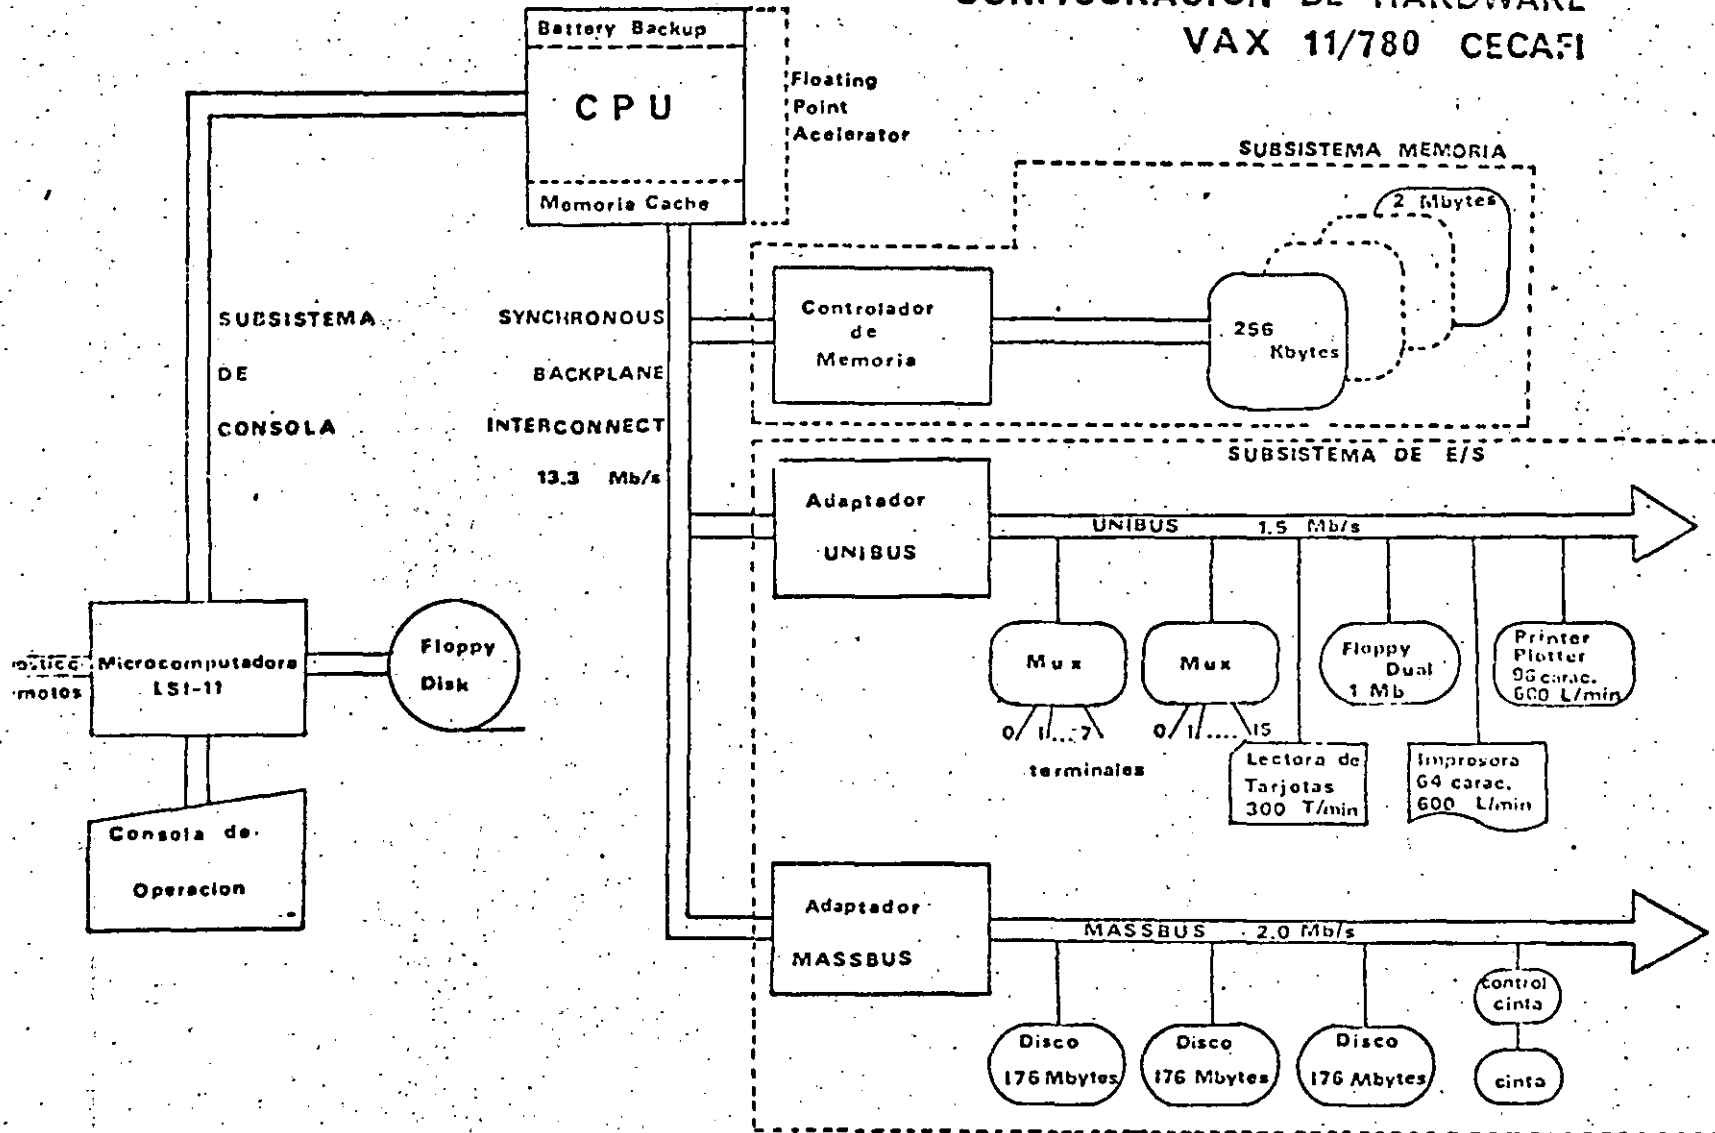 CONFIGURACION DE HARDWARE
VAX 11/780 CECAFI
Battery Backup
CPU
Memoria Cache
Floating
Point
Acelerator
SUBSISTEMA MEMORIA
2 Mbytes
256
Kbytes
Controlador
de
Memoria
SUBSISTEMA
DE
CONSOLA
SYNCHRONOUS
BACKPLANE
INTERCONNECT
13.3 Mb/s
SUBSISTEMA DE E/S
Adaptador
UNIBUS
UNIBUS 1.5 Mb/s
Microcomputadora
LSI-11
Floppy
Disk
Mux
0 1 ... 7
Mux
0 1 .... 15
terminales
Floppy
Dual
1 Mb
Printer
Plotter
96 carac.
600 L/min
Lectora de
Tarjetas
300 T/min
Impresora
64 carac.
600 L/min
Consola de
Operacion
Adaptador
MASSBUS
MASSBUS 2.0 Mb/s
Disco
176 Mbytes
Disco
176 Mbytes
Disco
176 Mbytes
control
cinta
cinta